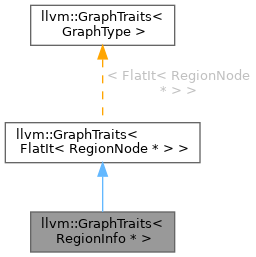 llvm::GraphTraits<
GraphType >
< FlatIt< RegionNode
* > >
llvm::GraphTraits<
FlatIt< RegionNode * > >
llvm::GraphTraits<
RegionInfo * >